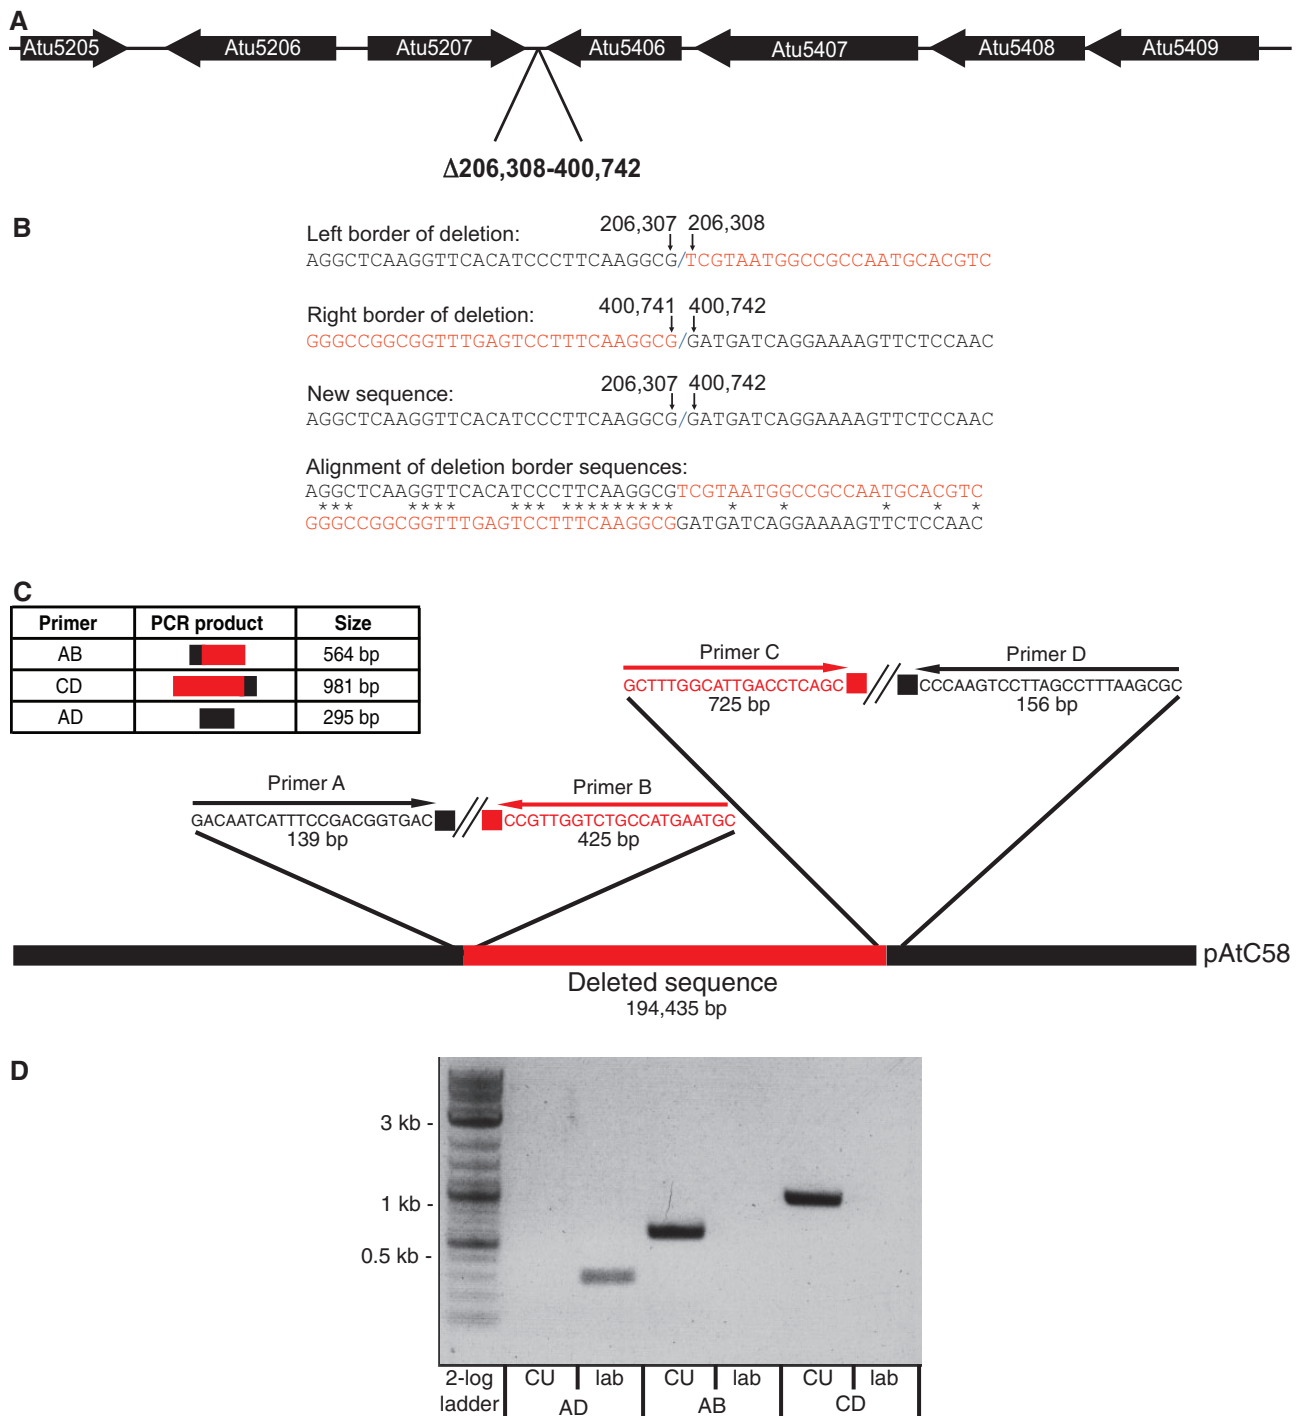 A
Atu5205 Atu5206 Atu5207 Atu5406 Atu5407 Atu5408 Atu5409
Δ206,308-400,742
B
Left border of deletion:
206,307 206,308
AGGCTCAAGGTTCACATCCCTTCAAGGCG/TCGTAATGGCCGCCAATGCACGTC
Right border of deletion:
400,741 400,742
GGGCCGGCGGTTTGAGTCCTTTCAAGGCG/GATGATCAGGAAAAGTTCTCCAAC
New sequence:
206,307 400,742
AGGCTCAAGGTTCACATCCCTTCAAGGCG/GATGATCAGGAAAAGTTCTCCAAC
Alignment of deletion border sequences:
AGGCTCAAGGTTCACATCCCTTCAAGGCGTCGTAATGGCCGCCAATGCACGTC
*** **** *** ********* * * * * *
GGGCCGGCGGTTTGAGTCCTTTCAAGGCGGATGATCAGGAAAAGTTCTCCAAC
C
Primer PCR product Size
AB 564 bp
CD 981 bp
AD 295 bp
Primer C
GCTTTGGCATTGACCTCAGC
725 bp
Primer D
CCCAAGTCCTTAGCCTTTAAGCGC
156 bp
Primer A
GACAATCATTTCCGACGGTGAC
139 bp
Primer B
CCGTTGGTCTGCCATGAATGC
425 bp
pAtC58
Deleted sequence
194,435 bp
D
3 kb -
1 kb -
0.5 kb -
2-log
ladder
CU lab CU lab CU lab
AD AB CD